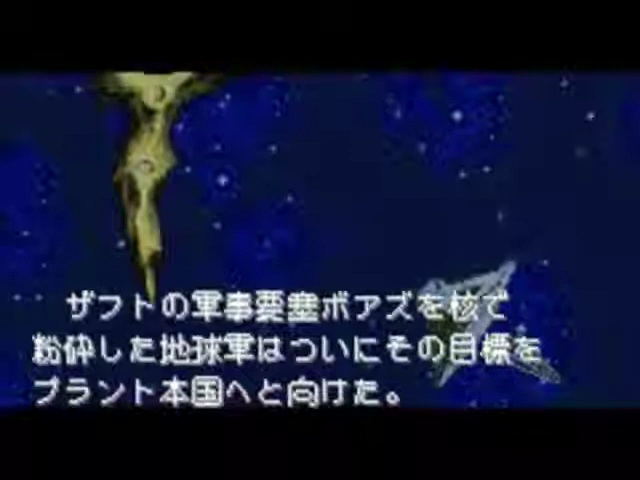 ザフトの軍事要塞ボアズを核で
粉砕した地球軍はついにその目標を
プラント本国へと向けた。